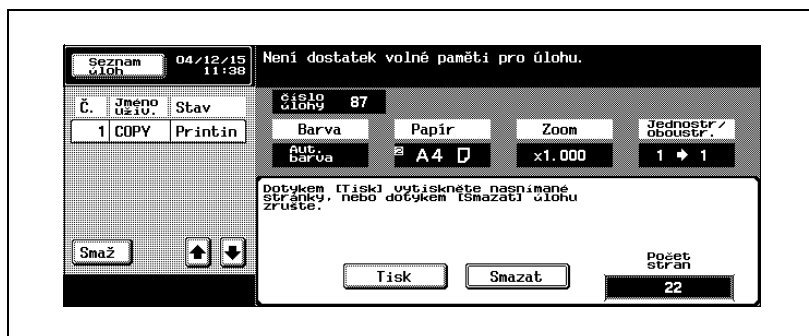 Seznam
úloh
04/12/15
11:38
Není dostatek volné paměti pro úlohu.
číslo
úlohy 87
Č. Jméno
uživ. Stav
1 COPY Printin
Barva Papír Zoom Jednostr/
oboustr.
Aut.
barva 2 A4 x1.000 1 → 1
Dotykem [Tisk] vytiskněte nasnímané
stránky, nebo dotykem [Smazat] úlohu
zrušte.
Smaž ↑ ↓
Tisk Smazat
Počet
stran
22